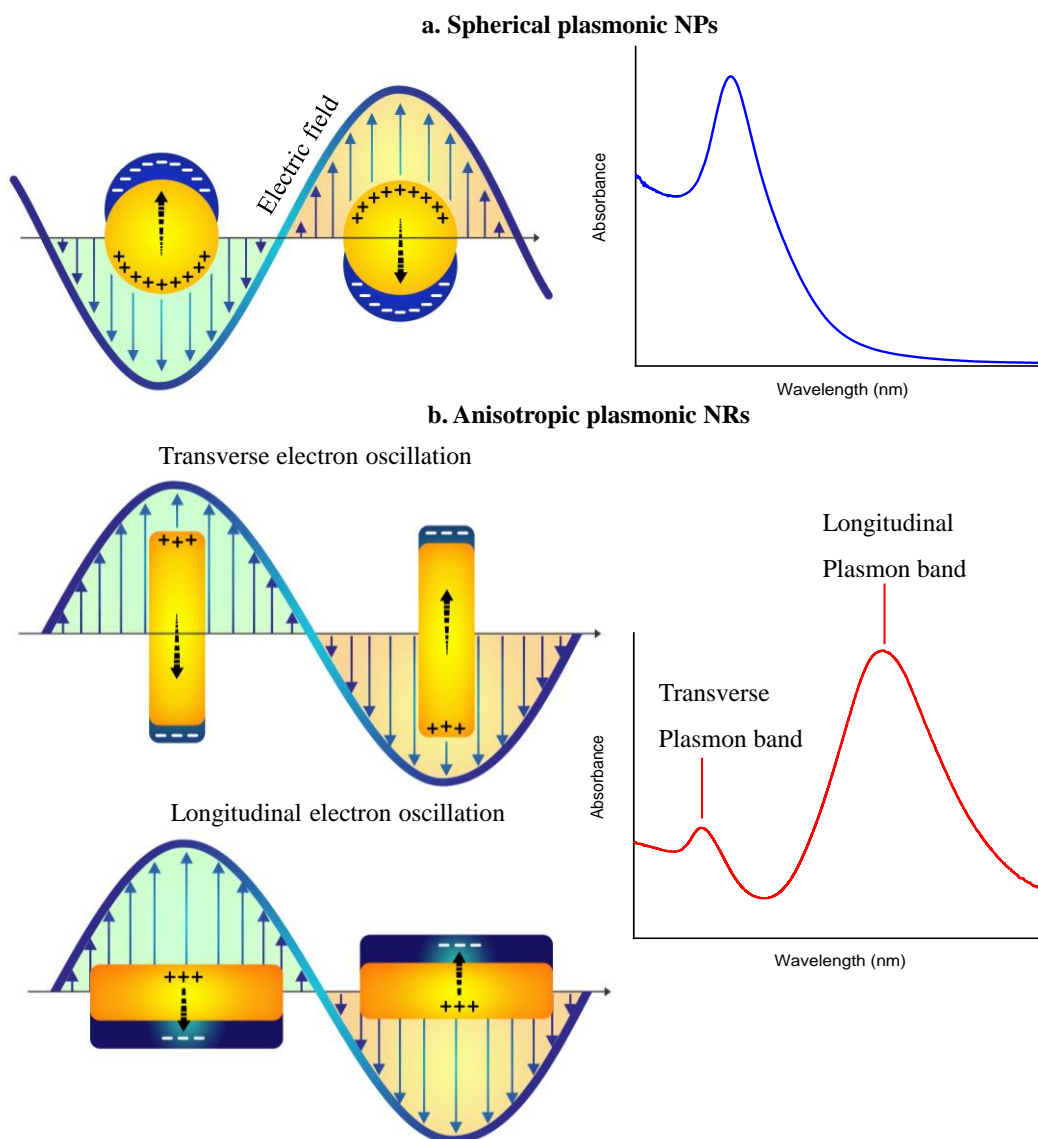 a. Spherical plasmonic NPs
Electric field
− − − − − − − − −
+ + + + + + + + +
+ + + + + + + + +
− − − − − − − − −
Absorbance
Wavelength (nm)
b. Anisotropic plasmonic NRs
Transverse electron oscillation
+ + +
− − −
− − −
+ + +
Longitudinal
Plasmon band
Transverse
Plasmon band
Absorbance
Wavelength (nm)
Longitudinal electron oscillation
+ + +
− − −
− − −
+ + +